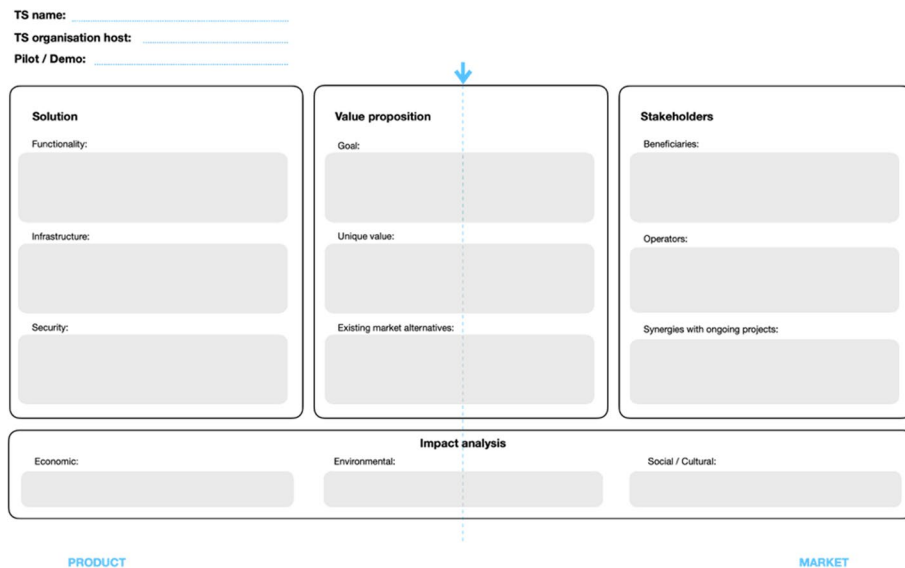 TS name:
TS organisation host:
Pilot / Demo:
Solution
Functionality:
Infrastructure:
Security:
Value proposition
Goal:
Unique value:
Existing market alternatives:
Stakeholders
Beneficiaries:
Operators:
Synergies with ongoing projects:
Impact analysis
Economic:
Environmental:
Social / Cultural:
PRODUCT
MARKET